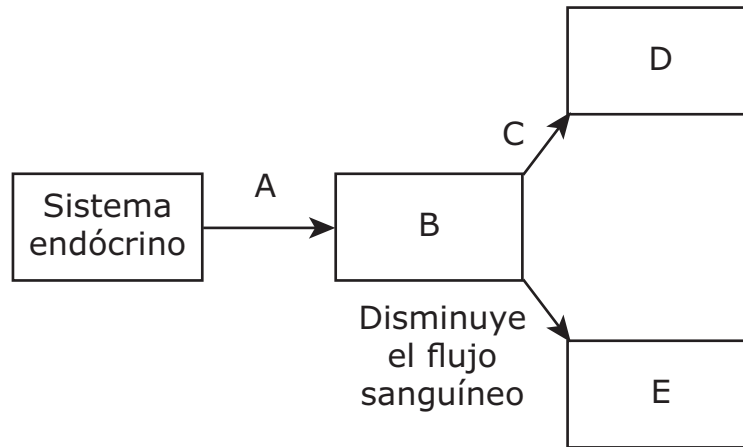 D
C
A
Sistema
endócrino
B
Disminuye
el flujo
sanguíneo
E